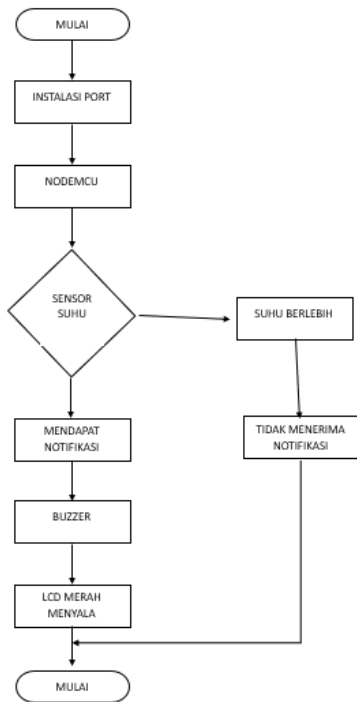 MULAI
INSTALASI PORT
NODEMCU
SENSOR
SUHU
SUHU BERLEBIH
MENDAPAT
NOTIFIKASI
TIDAK MENERIMA
NOTIFIKASI
BUZZER
LCD MERAH
MENYALA
MULAI